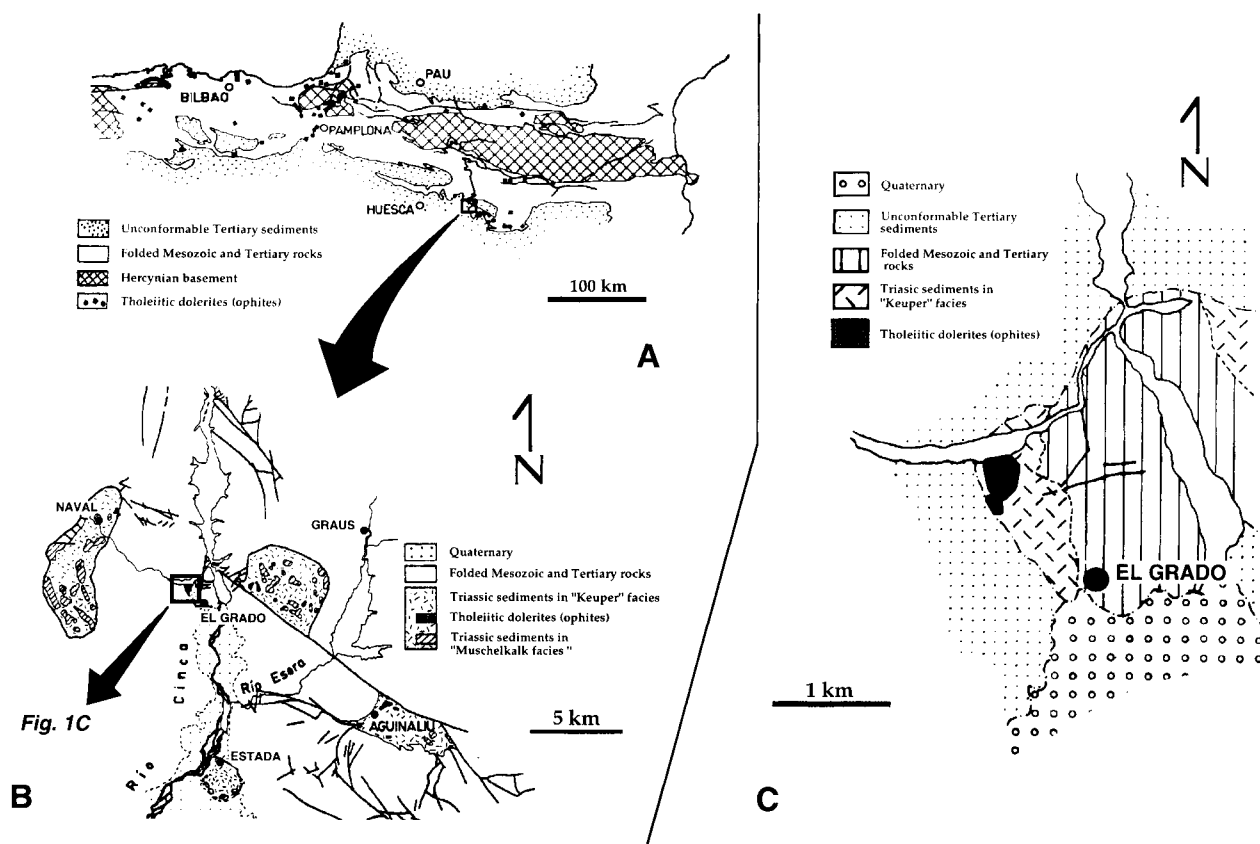 PAU
BILBAO
PAMPLONA
HUESCA
Unconformable Tertiary sediments
Folded Mesozoic and Tertiary rocks
Hercynian basement
Tholeiitic dolerites (ophites)
100 km
A
N
NAVAL
GRAUS
Quaternary
Folded Mesozoic and Tertiary rocks
Triassic sediments in "Keuper" facies
Tholeiitic dolerites (ophites)
Triassic sediments in
"Muschelkalk facies"
EL GRADO
Cinca
Río Esera
Fig. 1C
5 km
AGUINALIU
ESTADA
Río
B
N
Quaternary
Unconformable Tertiary
sediments
Folded Mesozoic and Tertiary
rocks
Triasic sediments in
"Keuper" facies
Tholeiitic dolerites (ophites)
EL GRADO
1 km
C